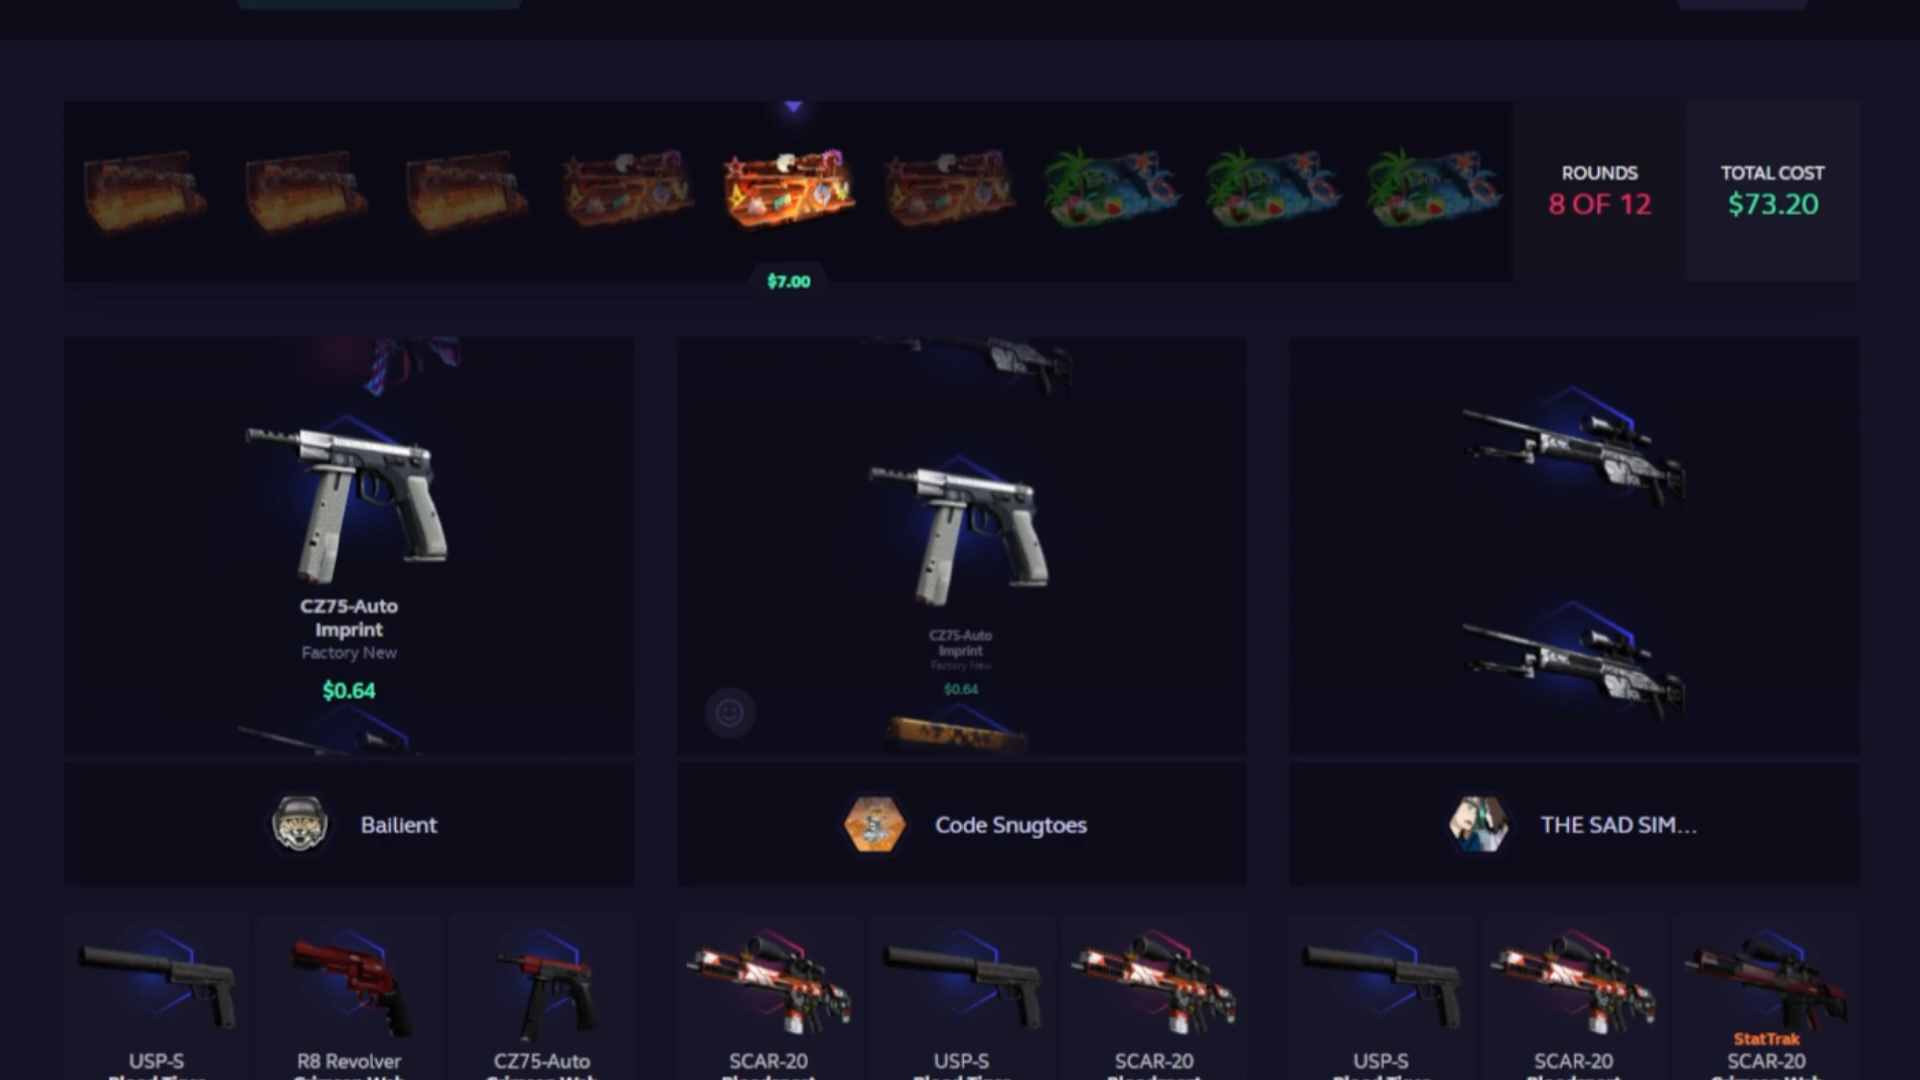 ROUNDS
8 OF 12
TOTAL COST
$73.20
$7.00
CZ75-Auto
Imprint
Factory New
$0.64
CZ75-Auto
Imprint
Factory New
$0.64
Bailient
Code Snugtoes
THE SAD SIM...
USP-S
R8 Revolver
CZ75-Auto
SCAR-20
USP-S
SCAR-20
USP-S
SCAR-20
StatTrak
SCAR-20